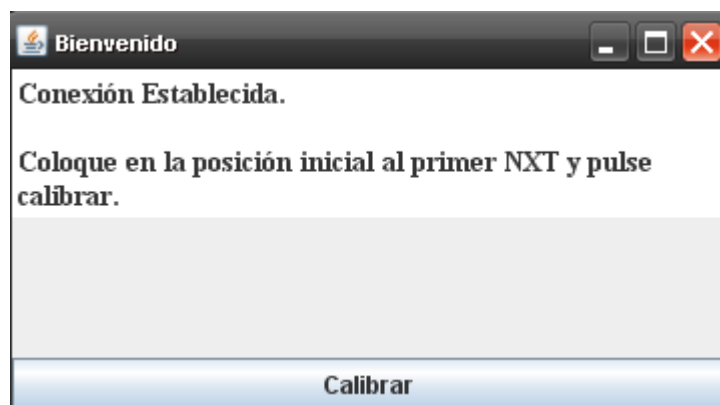 Bienvenido
Conexión Establecida.
Coloque en la posición inicial al primer NXT y pulse
calibrar.
Calibrar